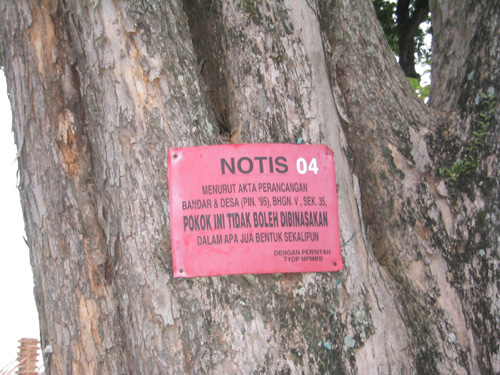 NOTIS 04
MENURUT AKTA PERANCANGAN
BANDAR & DESA (PIN. '95), BHGN. V , SEK. 35,
POKOK INI TIDAK BOLEH DIBINASAKAN
DALAM APA JUA BENTUK SEKALIPUN
DENGAN PERINTAH
TYDP MPMBB